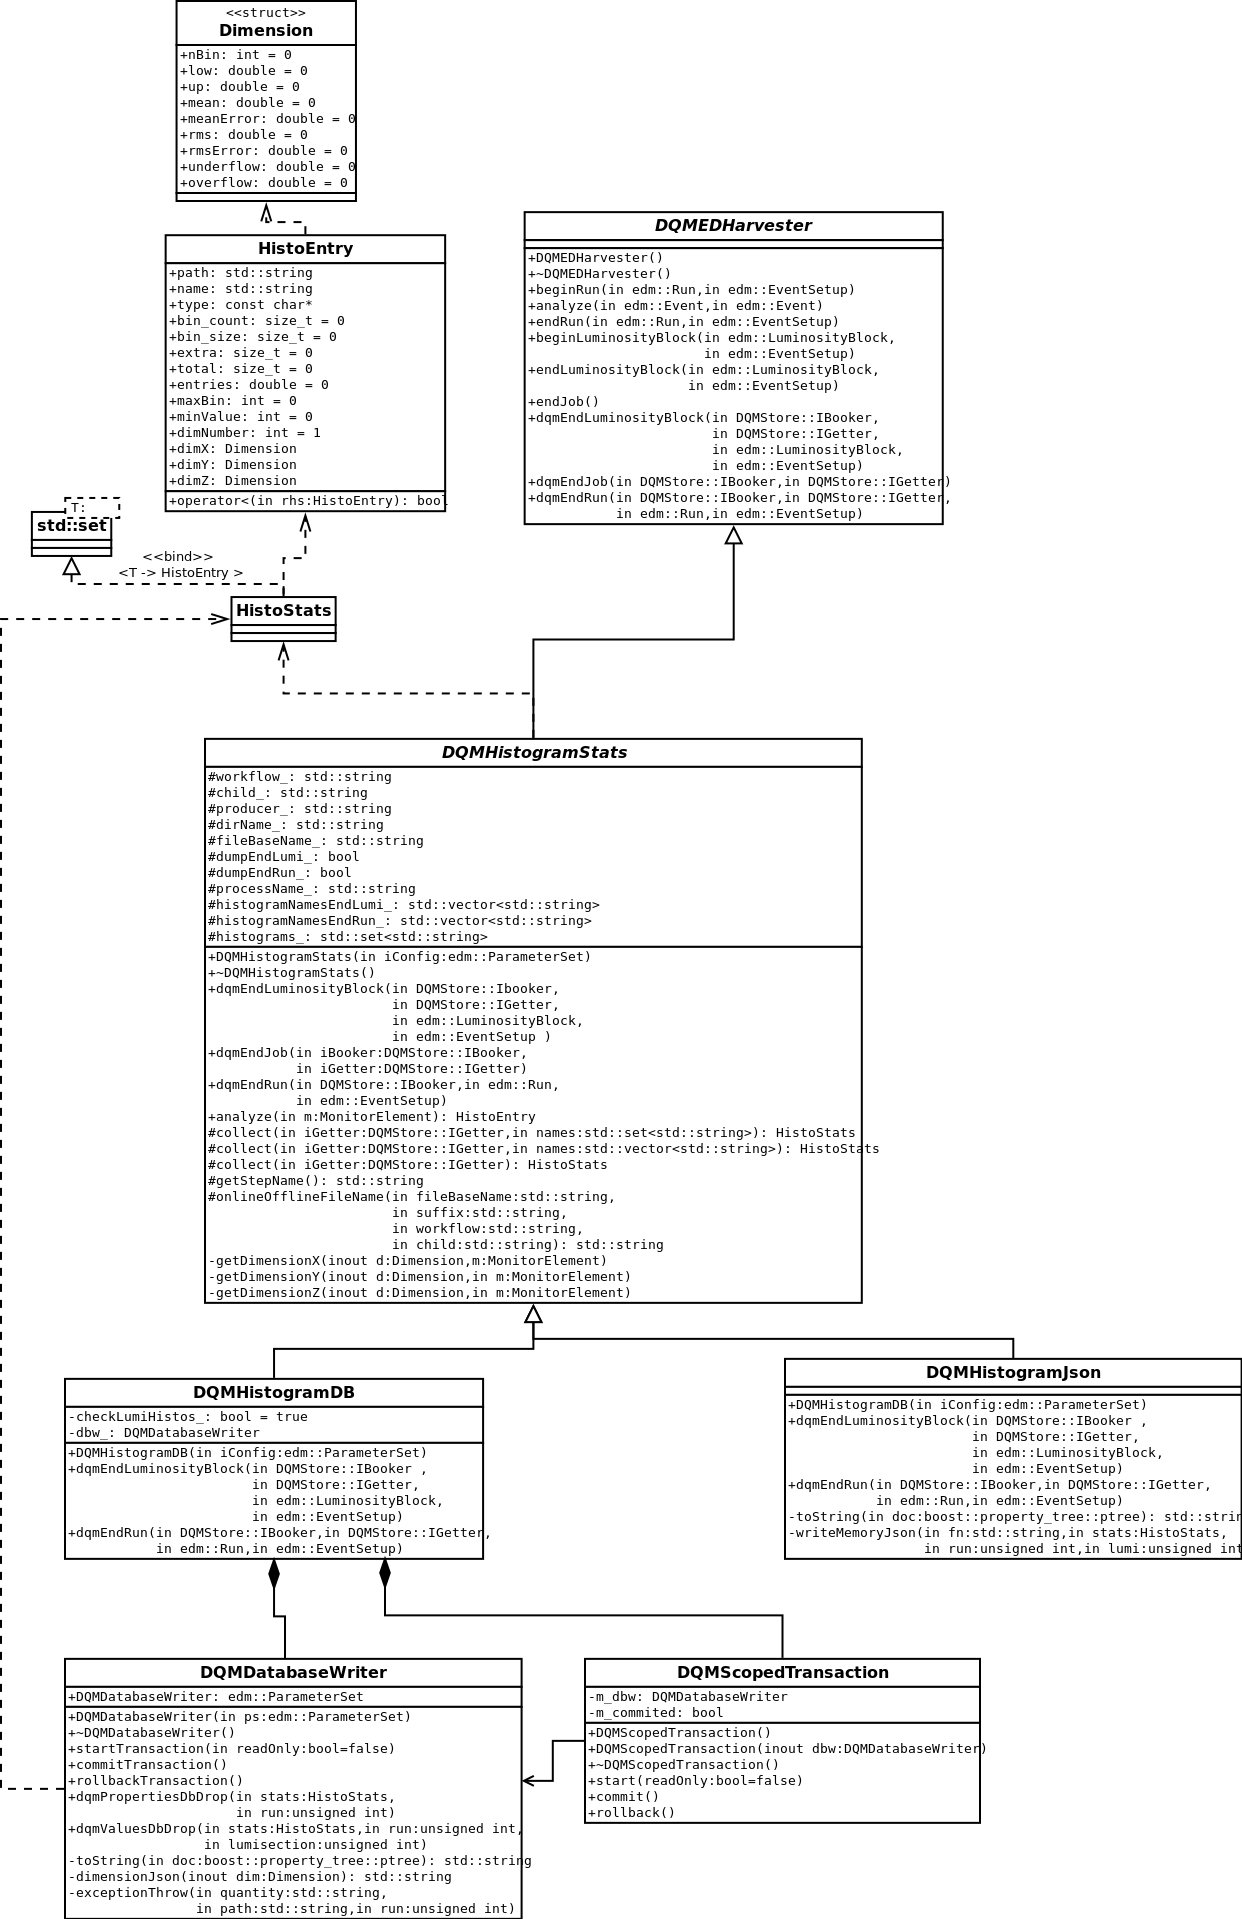 <<struct>>
Dimension
+nBin: int = 0
+low: double = 0
+up: double = 0
+mean: double = 0
+meanError: double = 0
+rms: double = 0
+rmsError: double = 0
+underflow: double = 0
+overflow: double = 0
HistoEntry
+path: std::string
+name: std::string
+type: const char*
+bin_count: size_t = 0
+bin_size: size_t = 0
+extra: size_t = 0
+total: size_t = 0
+entries: double = 0
+maxBin: int = 0
+minValue: int = 0
+dimNumber: int = 1
+dimX: Dimension
+dimY: Dimension
+dimZ: Dimension
+operator<(in rhs:HistoEntry): bool
DQMEDHarvester
+DQMEDHarvester()
+~DQMEDHarvester()
+beginRun(in edm::Run,in edm::EventSetup)
+analyze(in edm::Event,in edm::Event)
+endRun(in edm::Run,in edm::EventSetup)
+beginLuminosityBlock(in edm::LuminosityBlock,
in edm::EventSetup)
+endLuminosityBlock(in edm::LuminosityBlock,
in edm::EventSetup)
+endJob()
+dqmEndLuminosityBlock(in DQMStore::IBooker,
in DQMStore::IGetter,
in edm::LuminosityBlock,
in edm::EventSetup)
+dqmEndJob(in DQMStore::IBooker,in DQMStore::IGetter)
+dqmEndRun(in DQMStore::IBooker,in DQMStore::IGetter,
in edm::Run,in edm::EventSetup)
T:
std::set
<<bind>>
<T -> HistoEntry >
HistoStats
DQMHistogramStats
#workflow_: std::string
#child_: std::string
#producer_: std::string
#dirName_: std::string
#fileBaseName_: std::string
#dumpEndLumi_: bool
#dumpEndRun_: bool
#processName_: std::string
#histogramNamesEndLumi_: std::vector<std::string>
#histogramNamesEndRun_: std::vector<std::string>
#histograms_: std::set<std::string>
+DQMHistogramStats(in iConfig:edm::ParameterSet)
+~DQMHistogramStats()
+dqmEndLuminosityBlock(in DQMStore::Ibooker,
in DQMStore::IGetter,
in edm::LuminosityBlock,
in edm::EventSetup )
+dqmEndJob(in iBooker:DQMStore::IBooker,
in iGetter:DQMStore::IGetter)
+dqmEndRun(in DQMStore::IBooker,in edm::Run,
in edm::EventSetup)
+analyze(in m:MonitorElement): HistoEntry
#collect(in iGetter:DQMStore::IGetter,in names:std::set<std::string>): HistoStats
#collect(in iGetter:DQMStore::IGetter,in names:std::vector<std::string>): HistoStats
#collect(in iGetter:DQMStore::IGetter): HistoStats
#getStepName(): std::string
#onlineOfflineFileName(in fileBaseName:std::string,
in suffix:std::string,
in workflow:std::string,
in child:std::string): std::string
-getDimensionX(inout d:Dimension,m:MonitorElement)
-getDimensionY(inout d:Dimension,in m:MonitorElement)
-getDimensionZ(inout d:Dimension,in m:MonitorElement)
DQMHistogramDB
-checkLumiHistos_: bool = true
-dbw_: DQMDatabaseWriter
+DQMHistogramDB(in iConfig:edm::ParameterSet)
+dqmEndLuminosityBlock(in DQMStore::IBooker ,
in DQMStore::IGetter,
in edm::LuminosityBlock,
in edm::EventSetup)
+dqmEndRun(in DQMStore::IBooker,in DQMStore::IGetter,
in edm::Run,in edm::EventSetup)
DQMHistogramJson
+DQMHistogramDB(in iConfig:edm::ParameterSet)
+dqmEndLuminosityBlock(in DQMStore::IBooker ,
in DQMStore::IGetter,
in edm::LuminosityBlock,
in edm::EventSetup)
+dqmEndRun(in DQMStore::IBooker,in DQMStore::IGetter,
in edm::Run,in edm::EventSetup)
-toString(in doc:boost::property_tree::ptree): std::strin
-writeMemoryJson(in fn:std::string,in stats:HistoStats,
in run:unsigned int,in lumi:unsigned int
DQMDatabaseWriter
+DQMDatabaseWriter: edm::ParameterSet
+DQMDatabaseWriter(in ps:edm::ParameterSet)
+~DQMDatabaseWriter()
+startTransaction(in readOnly:bool=false)
+commitTransaction()
+rollbackTransaction()
+dqmPropertiesDbDrop(in stats:HistoStats,
in run:unsigned int)
+dqmValuesDbDrop(in stats:HistoStats,in run:unsigned int,
in lumisection:unsigned int)
-toString(in doc:boost::property_tree::ptree): std::string
-dimensionJson(inout dim:Dimension): std::string
-exceptionThrow(in quantity:std::string,
in path:std::string,in run:unsigned int)
DQMScopedTransaction
-m_dbw: DQMDatabaseWriter
-m_commited: bool
+DQMScopedTransaction()
+DQMScopedTransaction(inout dbw:DQMDatabaseWriter)
+~DQMScopedTransaction()
+start(readOnly:bool=false)
+commit()
+rollback()